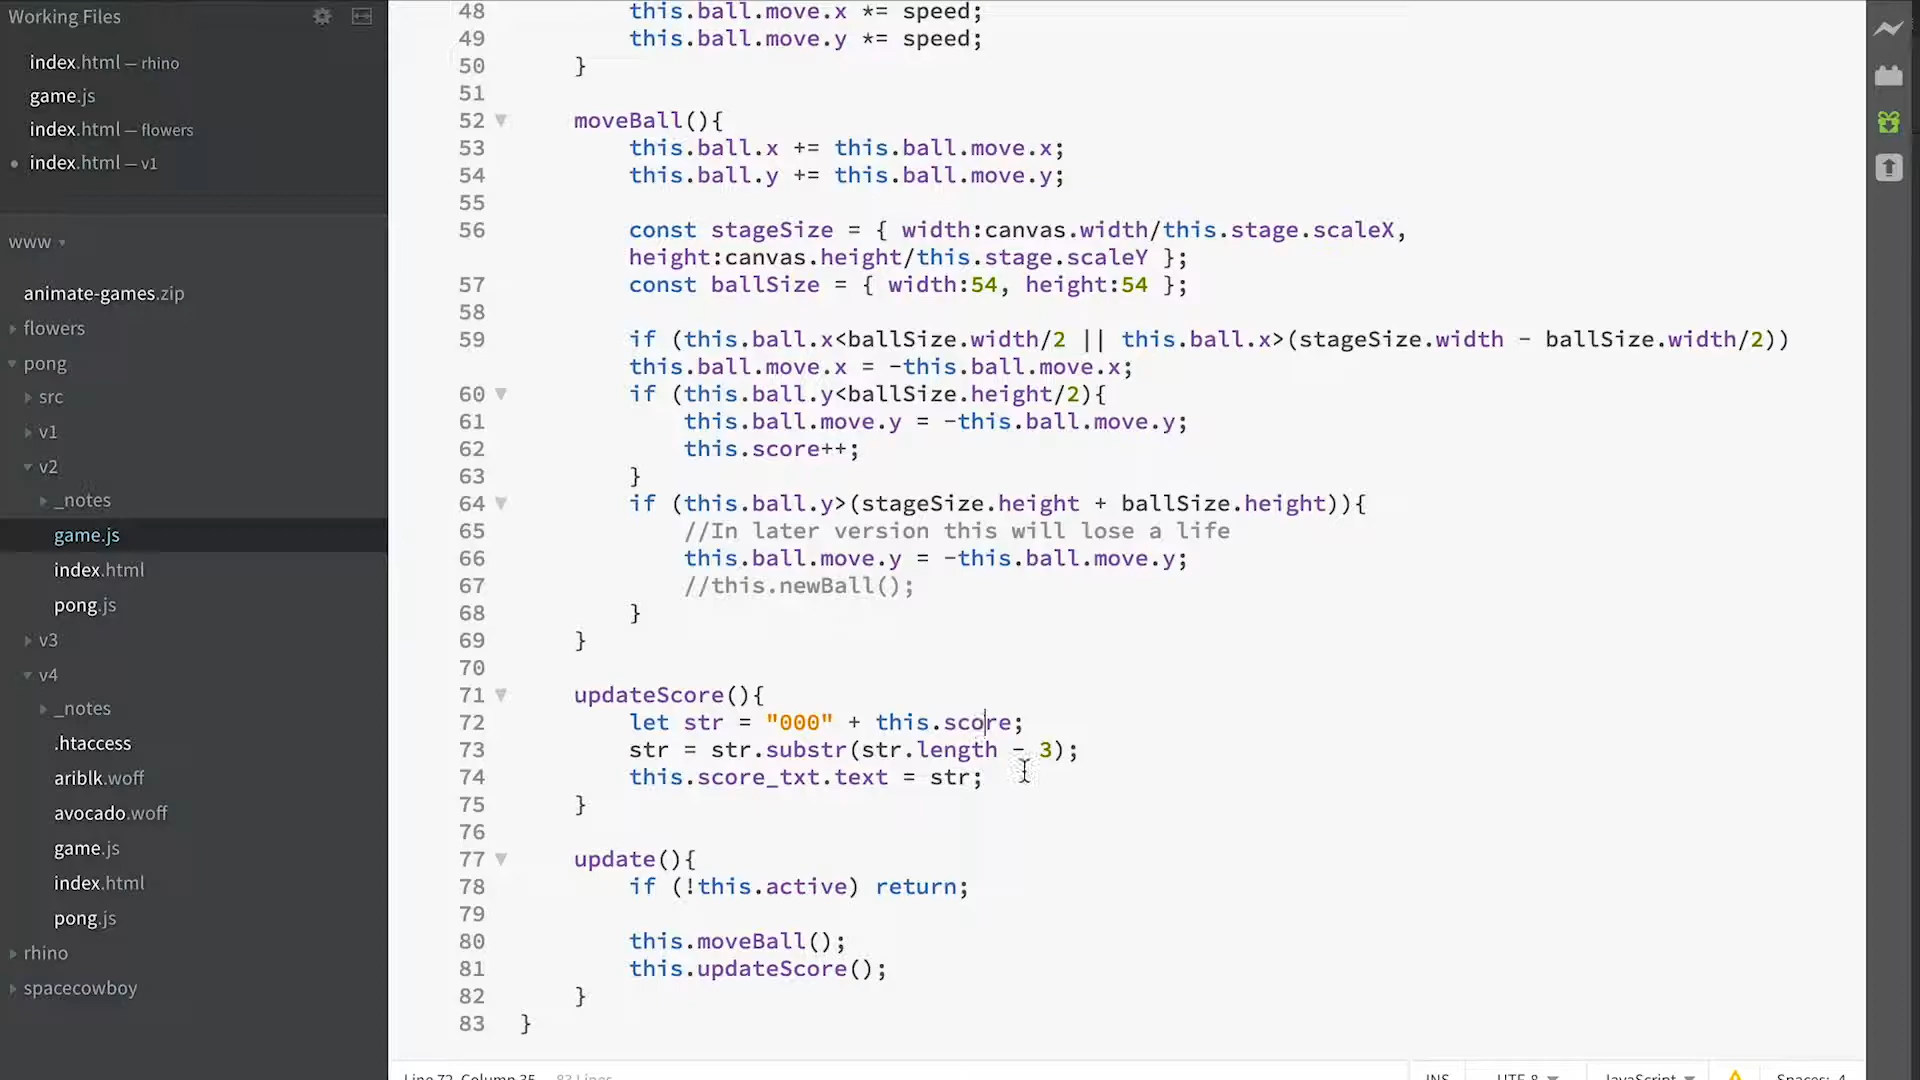 Working Files
index.html — rhino
game.js
index.html — flowers
index.html — v1
www
animate-games.zip
flowers
pong
src
v1
v2
_notes
game.js
index.html
pong.js
v3
v4
_notes
.htaccess
ariblk.woff
avocado.woff
game.js
index.html
pong.js
rhino
spacecowboy
48 this.ball.move.x *= speed;
49 this.ball.move.y *= speed;
50 }
51
52 moveBall(){
53 this.ball.x += this.ball.move.x;
54 this.ball.y += this.ball.move.y;
55
56 const stageSize = { width:canvas.width/this.stage.scaleX,
height:canvas.height/this.stage.scaleY };
57 const ballSize = { width:54, height:54 };
58
59 if (this.ball.x<ballSize.width/2 || this.ball.x>(stageSize.width - ballSize.width/2))
this.ball.move.x = -this.ball.move.x;
60 if (this.ball.y<ballSize.height/2){
61 this.ball.move.y = -this.ball.move.y;
62 this.score++;
63 }
64 if (this.ball.y>(stageSize.height + ballSize.height)){
65 //In later version this will lose a life
66 this.ball.move.y = -this.ball.move.y;
67 //this.newBall();
68 }
69 }
70
71 updateScore(){
72 let str = "000" + this.score;
73 str = str.substr(str.length - 3);
74 this.score_txt.text = str;
75 }
76
77 update(){
78 if (!this.active) return;
79
80 this.moveBall();
81 this.updateScore();
82 }
83 }
Line 72, Column 35 — 83 Lines
INS UTF-8 JavaScript Spaces: 4